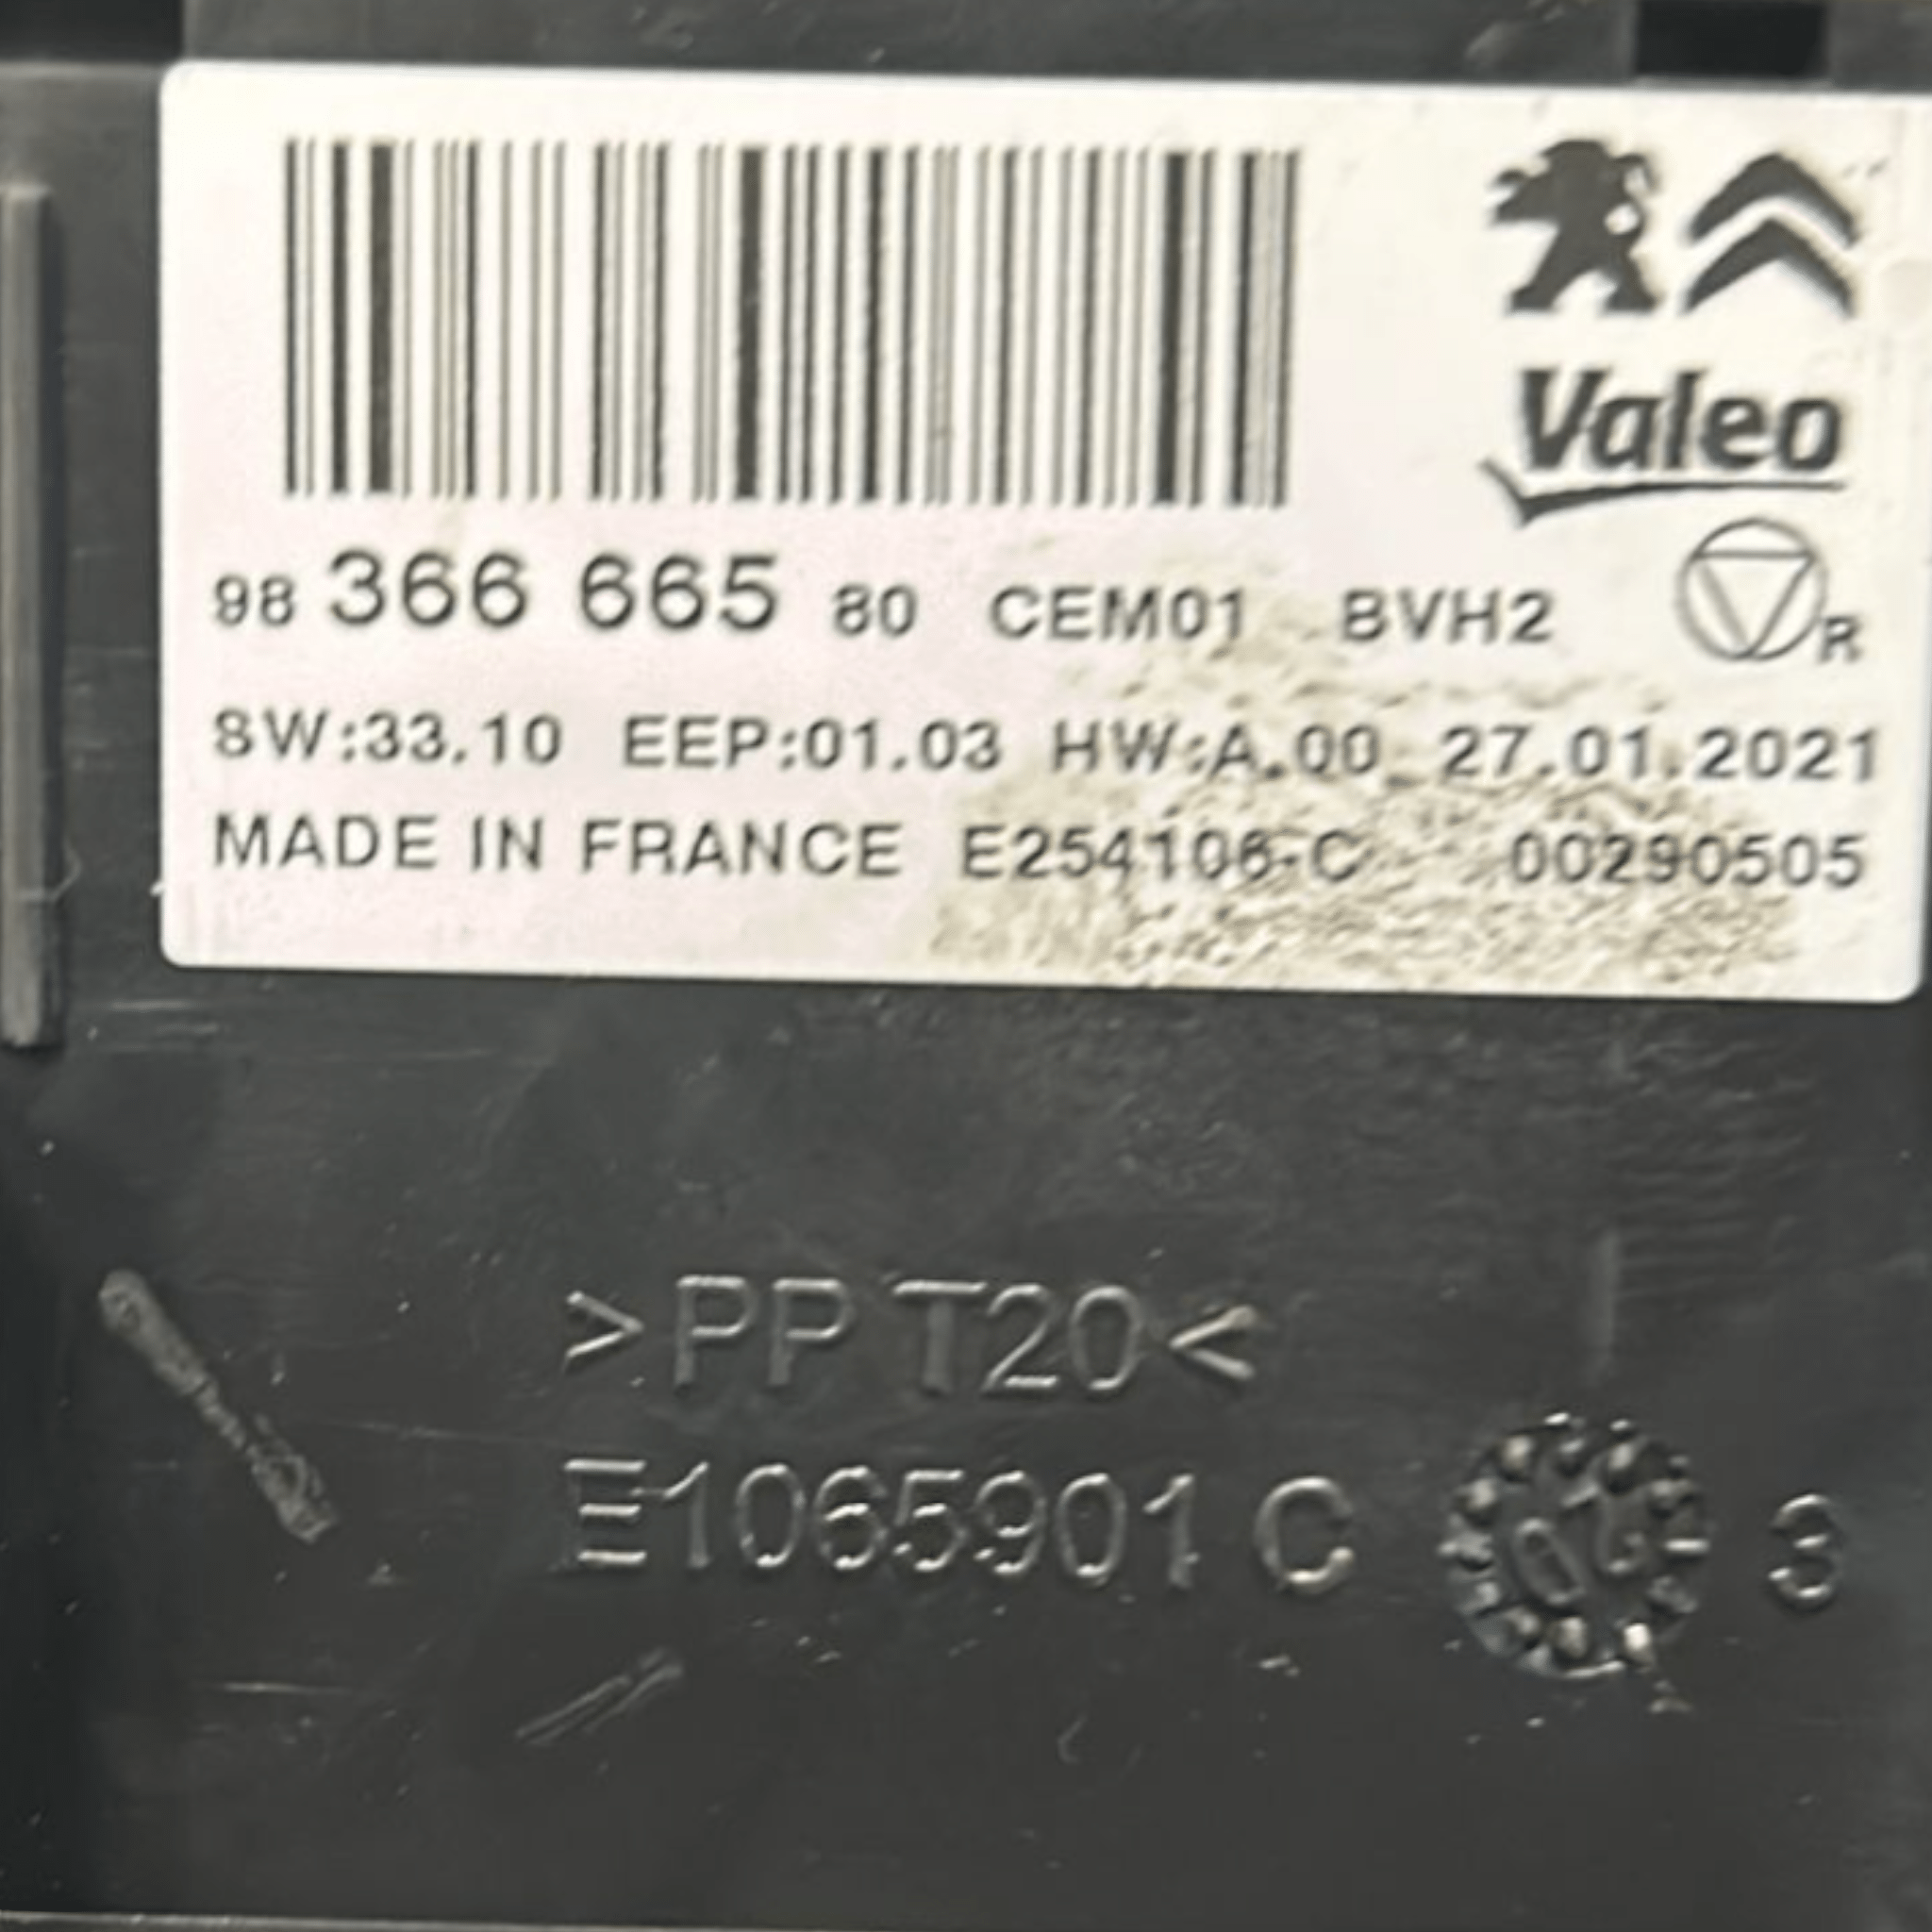 Valeo
98 366 665 80 CEM01 BVH2 R
SW:33.10 EEP:01.03 HW:A.00 27.01.2021
MADE IN FRANCE E254106-C 00290505
>PP T20<
E1065901 C 3